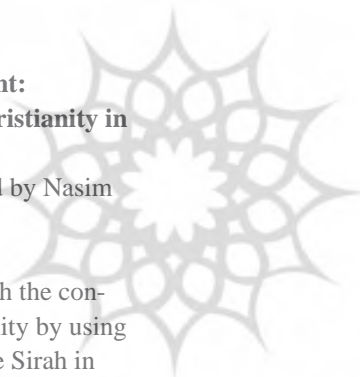 nt:
ristianity in
d by Nasim
h the con-
ity by using
e Sirah in